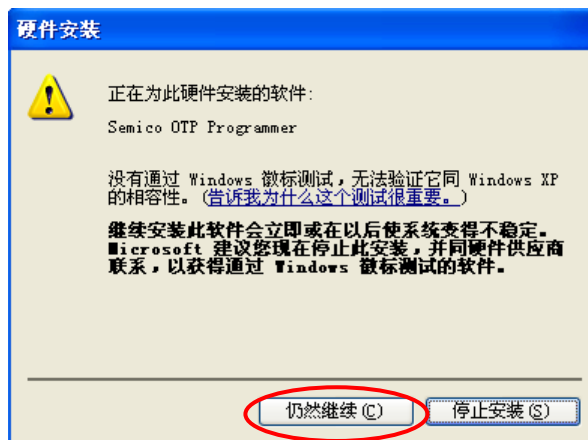 硬件安装
正在为此硬件安装的软件:
Semico OTP Programmer
没有通过 Windows 徽标测试，无法验证它同 Windows XP
的相容性。(告诉我为什么这个测试很重要。)
继续安装此软件会立即或在以后使系统变得不稳定。
Microsoft 建议您现在停止此安装，并同硬件供应商
联系，以获得通过 Windows 徽标测试的软件。
仍然继续(C) 停止安装(S)